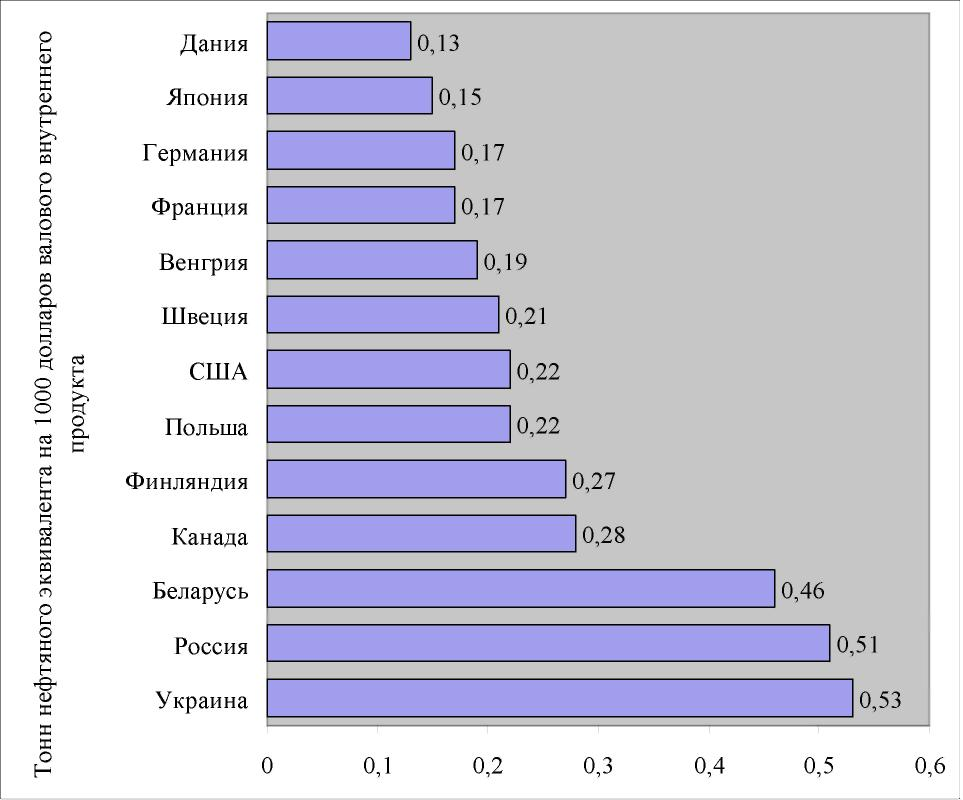 Тонн нефтяного эквивалента на 1000 долларов валового внутреннего
продукта
Дания 0,13
Япония 0,15
Германия 0,17
Франция 0,17
Венгрия 0,19
Швеция 0,21
США 0,22
Польша 0,22
Финляндия 0,27
Канада 0,28
Беларусь 0,46
Россия 0,51
Украина 0,53
0 0,1 0,2 0,3 0,4 0,5 0,6